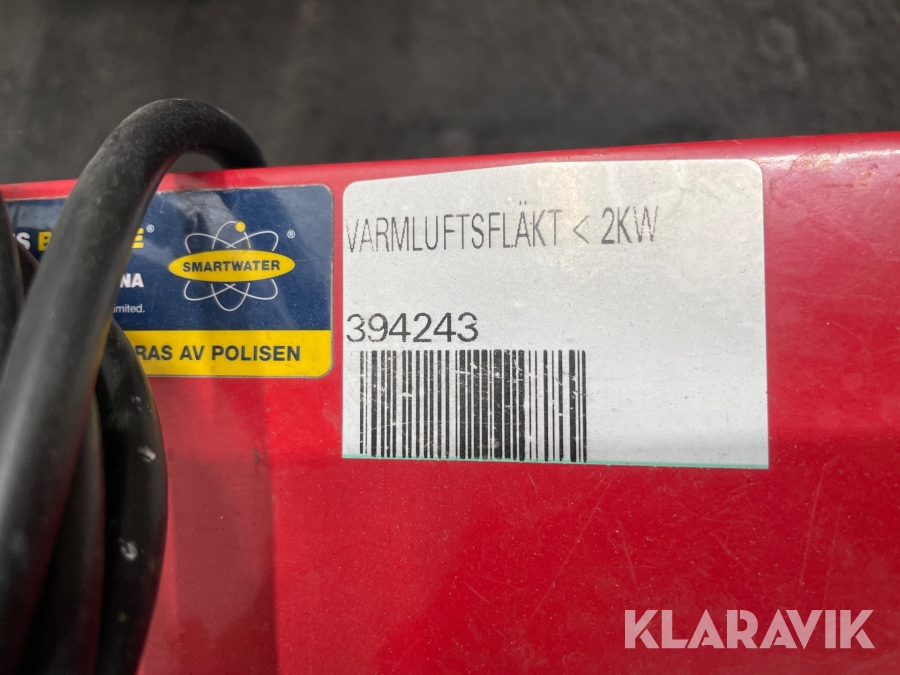 VARMLUFTSFLÄKT < 2KW
394243
SMARTWATER®
RAS AV POLISEN
KLARAVIK